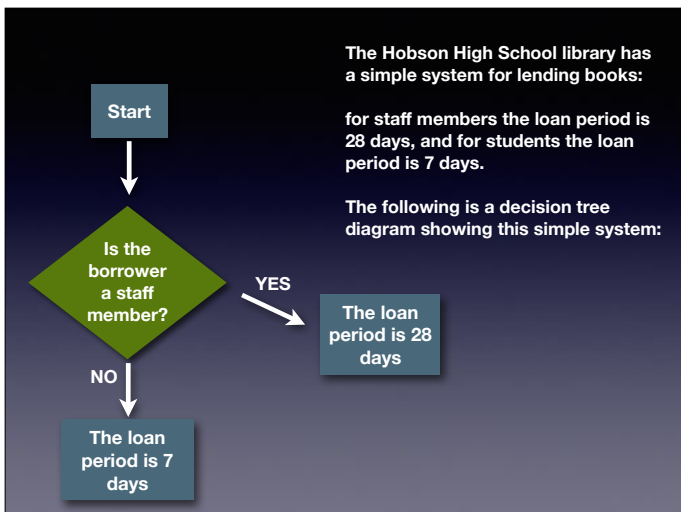 The Hobson High School library has
a simple system for lending books:
for staff members the loan period is
28 days, and for students the loan
period is 7 days.
The following is a decision tree
diagram showing this simple system:
Start
Is the
borrower
a staff
member?
YES
The loan
period is 28
days
NO
The loan
period is 7
days